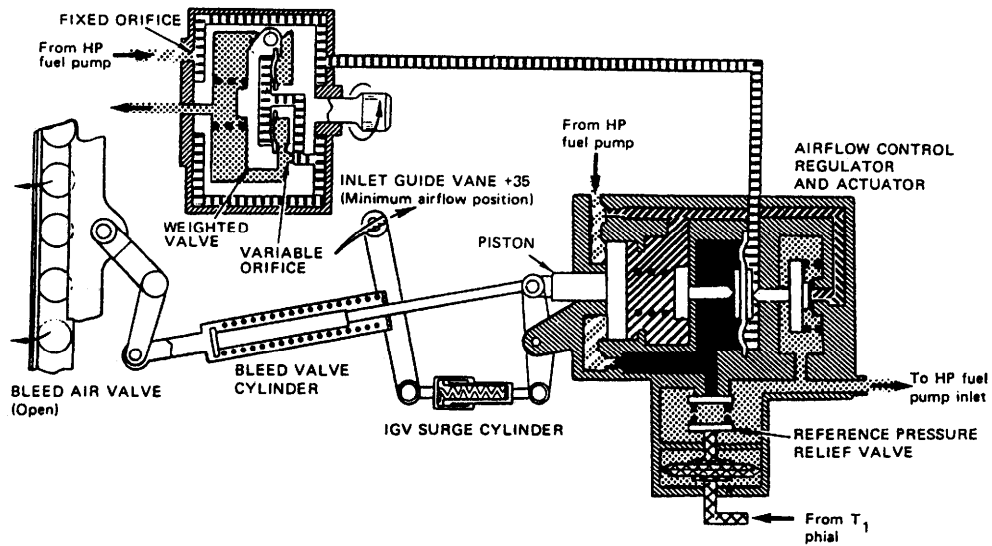 FIXED ORIFICE
From HP
fuel pump
WEIGHTED
VALVE
VARIABLE
ORIFICE
INLET GUIDE VANE +35
(Minimum airflow position)
From HP
fuel pump
AIRFLOW CONTROL
REGULATOR
AND ACTUATOR
PISTON
BLEED AIR VALVE
(Open)
BLEED VALVE
CYLINDER
IGV SURGE CYLINDER
To HP fuel
pump inlet
REFERENCE PRESSURE
RELIEF VALVE
From T1
phial